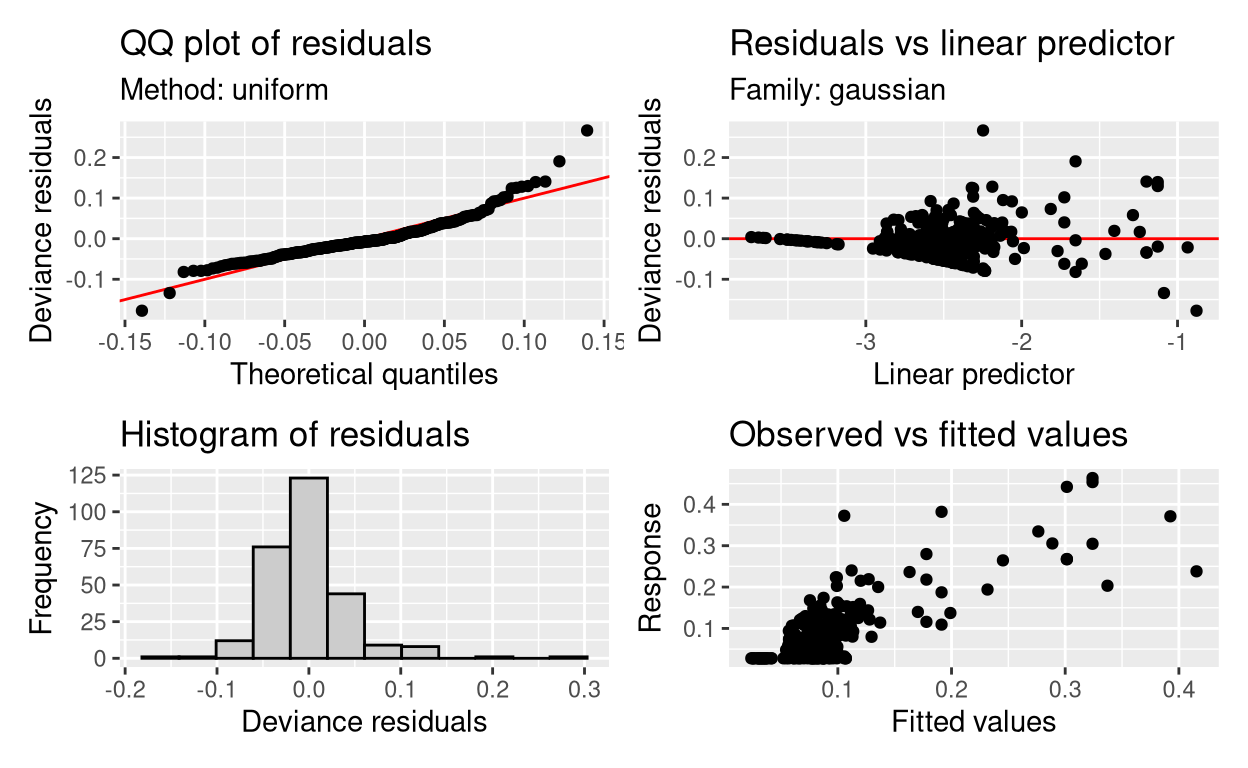 QQ plot of residuals
Method: uniform
Deviance residuals
0.2
0.1
0.0
-0.1
-0.15
-0.10
-0.05
0.00
0.05
0.10
0.15
Theoretical quantiles
Residuals vs linear predictor
Family: gaussian
Deviance residuals
0.2
0.1
0.0
-0.1
-3
-2
-1
Linear predictor
Histogram of residuals
Frequency
125
100
75
50
25
0
-0.2
-0.1
0.0
0.1
0.2
0.3
Deviance residuals
Observed vs fitted values
Response
0.4
0.3
0.2
0.1
0.1
0.2
0.3
0.4
Fitted values